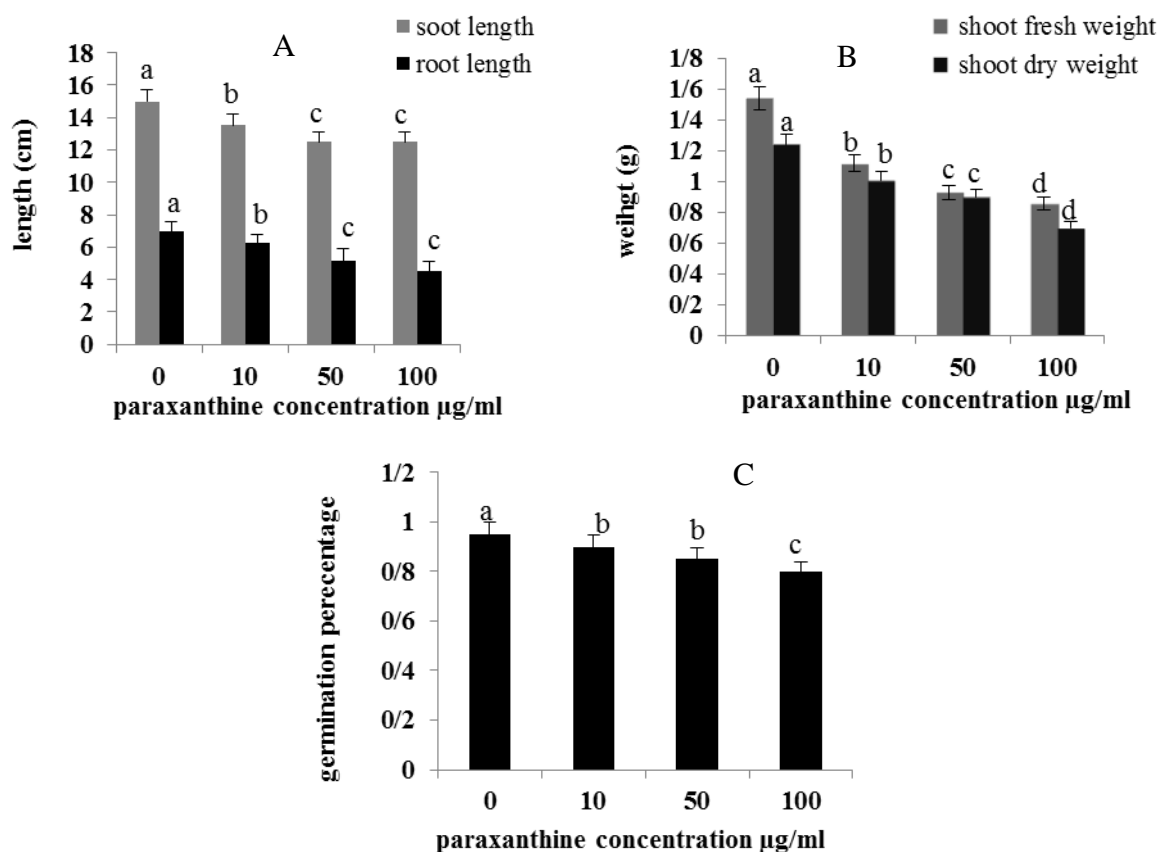 A
soot length
root length
18
16
14
12
10
8
6
4
2
0
length (cm)
a
b
c
c
a
b
c
c
0 10 50 100
paraxanthine concentration µg/ml
B
shoot fresh weight
shoot dry weight
1/8
1/6
1/4
1/2
1
0/8
0/6
0/4
0/2
0
weihgt (g)
a
a
b b
c c
d
d
0 10 50 100
paraxanthine concentration µg/ml
C
1/2
1
0/8
0/6
0/4
0/2
0
germination perecentage
a
b
b
c
0 10 50 100
paraxanthine concentration µg/ml